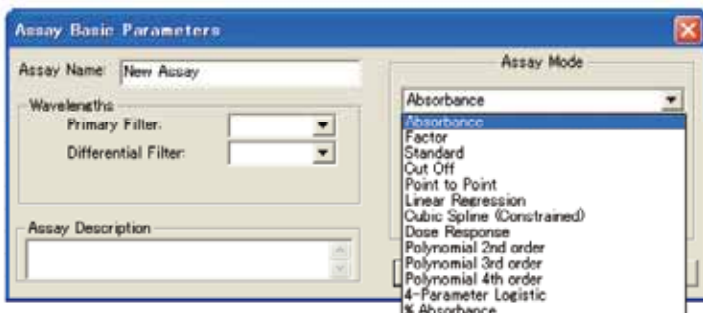 Assay Basic Parameters
Assay Name: New Assay
Wavelengths
Primary Filter:
Differential Filter:
Assay Description
Assay Mode
Absorbance
Absorbance
Factor
Standard
Cut Off
Point to Point
Linear Regression
Cubic Spline (Constrained)
Dose Response
Polynomial 2nd order
Polynomial 3rd order
Polynomial 4th order
4-Parameter Logistic
% Absorbance